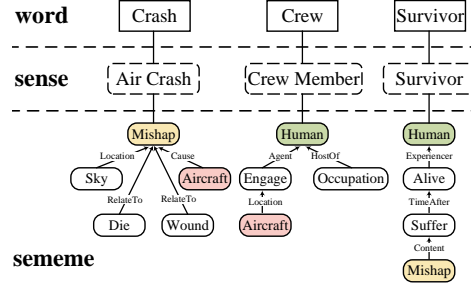 word Crash Crew Survivor
sense Air Crash Crew Member Survivor
Mishap Human Human
Location Cause Agent HostOf Experiencer
Sky Aircraft Engage Occupation Alive
RelateTo RelateTo Location TimeAfter
Die Wound Aircraft Suffer
Content
sememe Mishap